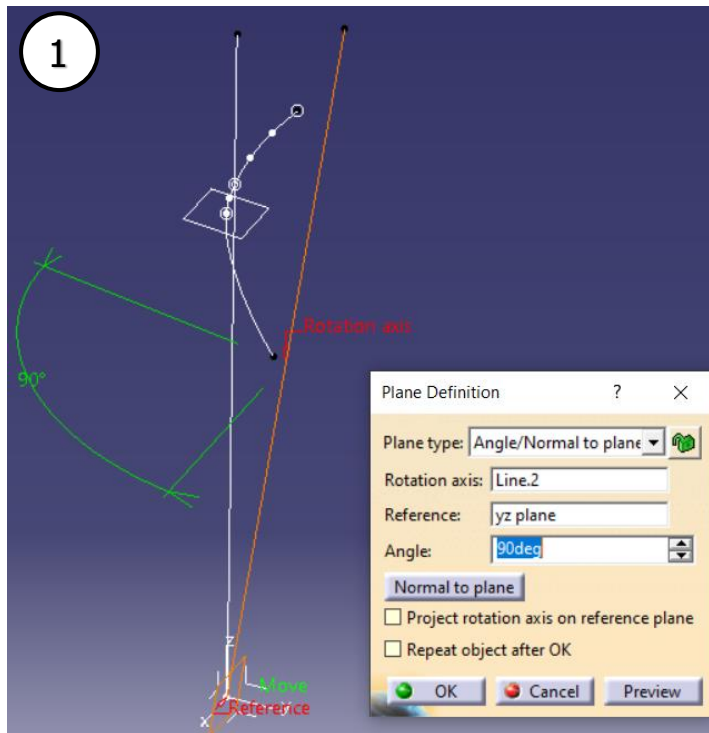 1
Rotation axis
90°
Plane Definition ? ×
Plane type: Angle/Normal to plane
Rotation axis: Line.2
Reference: yz plane
Angle: 90deg
Normal to plane
Project rotation axis on reference plane
Repeat object after OK
OK Cancel Preview
z
Move
x Reference